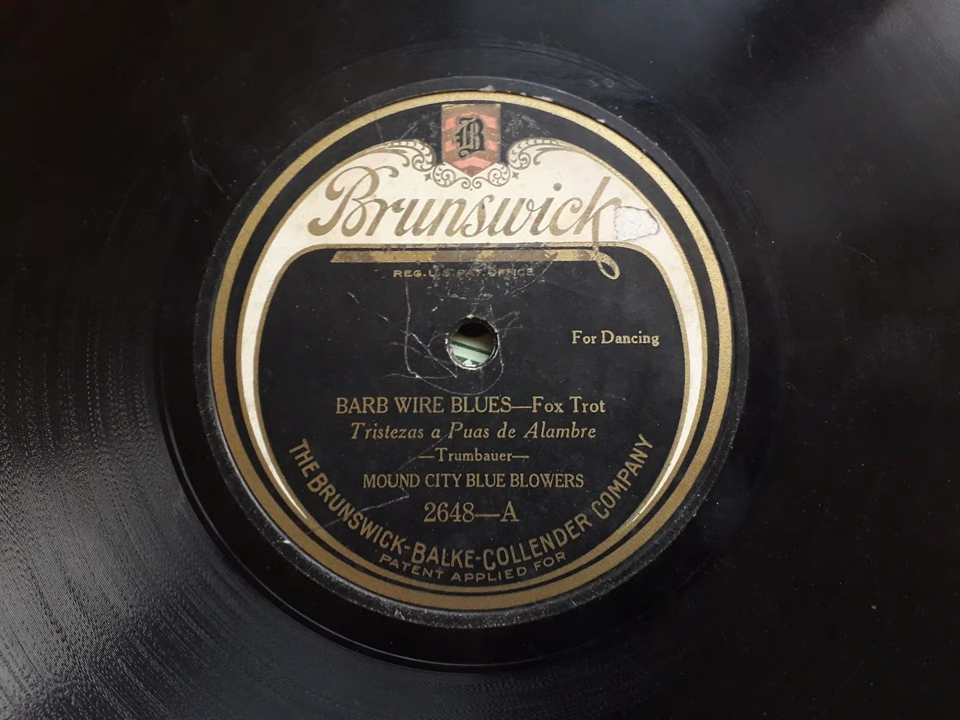 B
Brunswick
REG. U.S. PAT. OFFICE
For Dancing
BARB WIRE BLUES—Fox Trot
Tristezas a Puas de Alambre
—Trumbauer—
MOUND CITY BLUE BLOWERS
2648—A
THE BRUNSWICK-BALKE-COLLENDER COMPANY
PATENT APPLIED FOR